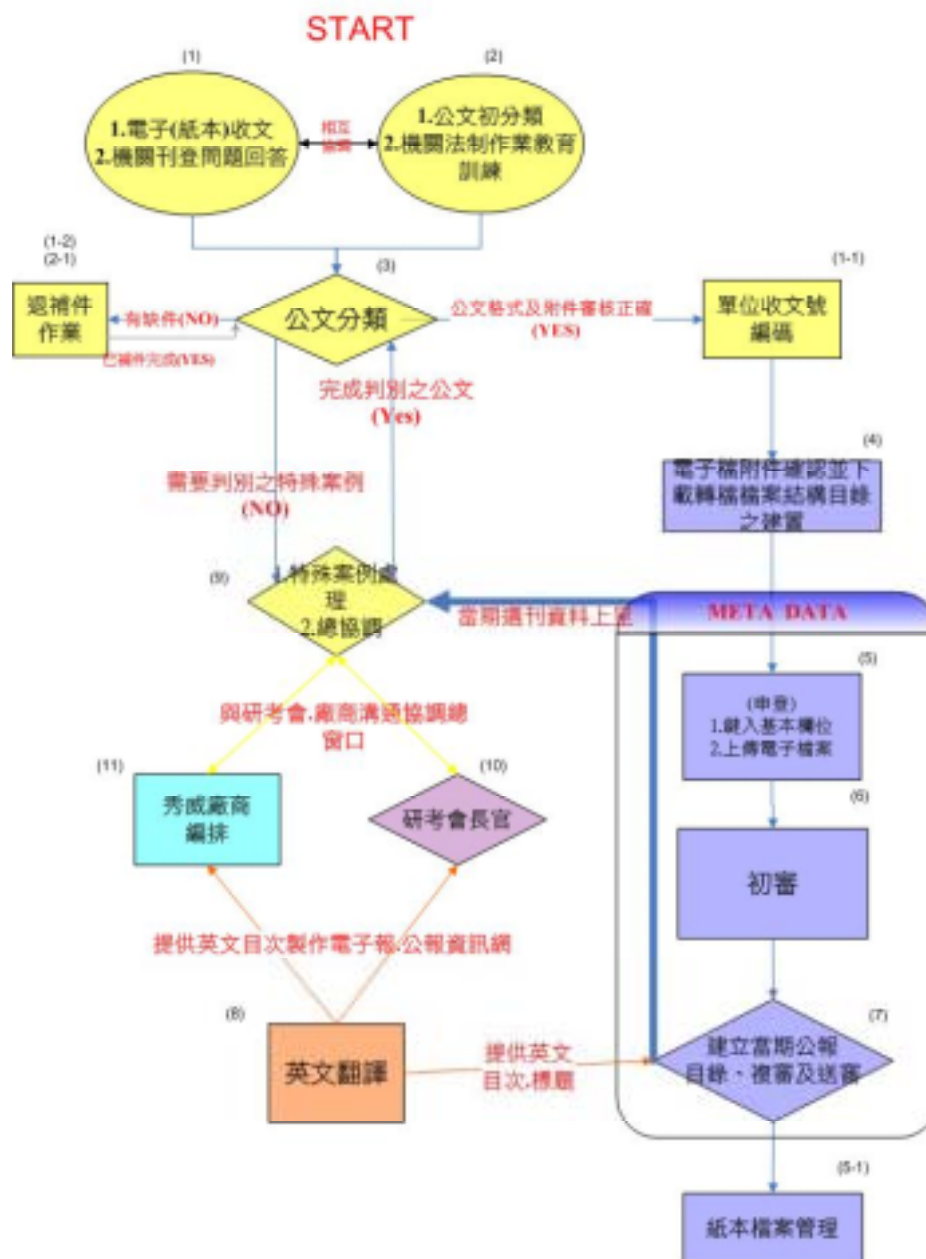 START
(1)
(2)
1.電子(紙本)收文
2.機關刊登問題回答
相互
1.公文初分類
2.機關法制作業教育
訓練
(1-2)
(2-1)
(3)
(1-1)
退補件
作業
有缺件(NO)
已補件完成(YES)
公文分類
公文格式及附件審核正確
(YES)
單位收文號
編碼
完成判別之公文
(Yes)
需要判別之特殊案例
(NO)
(4)
電子檔附件確認並下
載轉檔檔案結構目錄
之建置
(9)
1.特殊案例處
理
2.總協調
當期週刊資料上呈
META DATA
(5)
(申登)
1.鍵入基本欄位
2.上傳電子檔案
與研考會.廠商溝通協調總
窗口
(11)
(10)
(6)
秀威廠商
編排
研考會長官
初審
提供英文目次製作電子報.公報資訊網
(8)
(7)
英文翻譯
提供英文
目次.標題
建立當期公報
目錄、複審及送審
(5-1)
紙本檔案管理